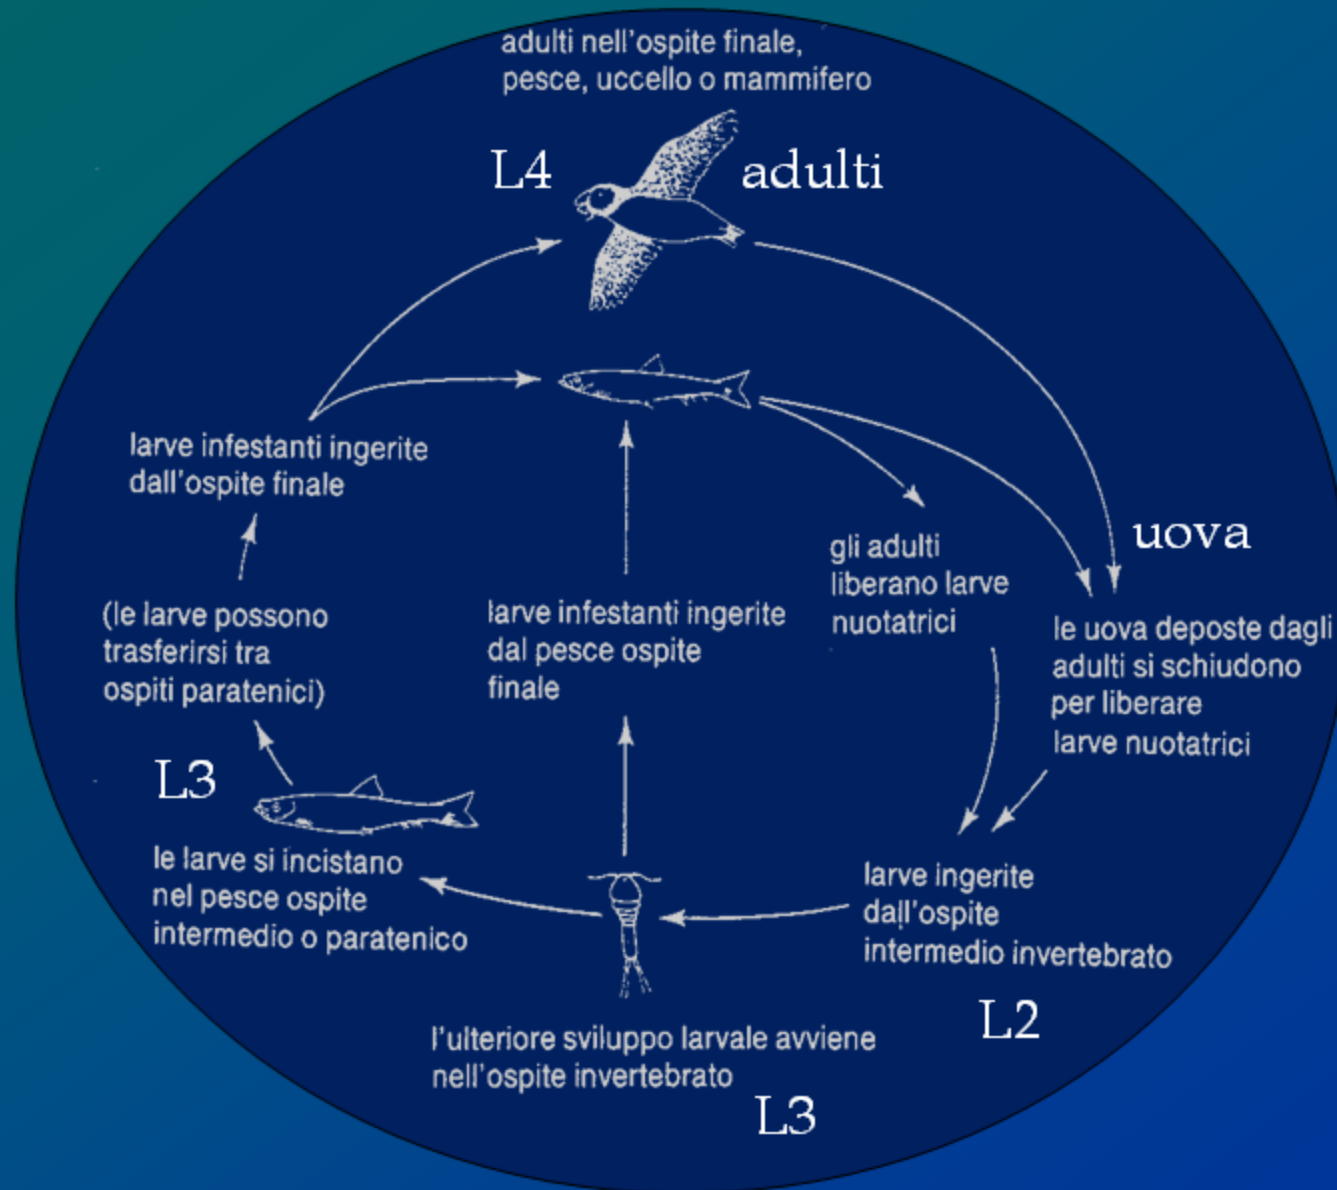 adulti nell'ospite finale,
pesce, uccello o mammifero
L4
adulti
larve infestanti ingerite
dall'ospite finale
gli adulti
liberano larve
nuotatrici
uova
le uova deposte dagli
adulti si schiudono
per liberare
larve nuotatrici
(le larve possono
trasferirsi tra
ospiti paratenici)
larve infestanti ingerite
dal pesce ospite
finale
L3
le larve si incistano
nel pesce ospite
intermedio o paratenico
larve ingerite
dall'ospite
intermedio invertebrato
L2
l'ulteriore sviluppo larvale avviene
nell'ospite invertebrato
L3